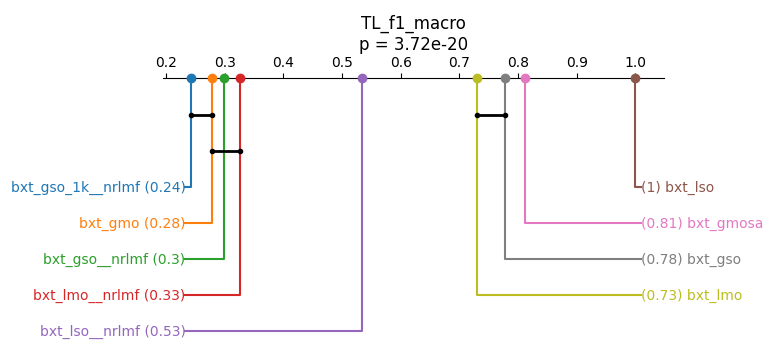 TL_f1_macro
p = 3.72e-20
0.2 0.3 0.4 0.5 0.6 0.7 0.8 0.9 1.0
bxt_gso_1k__nrlmf (0.24) (1) bxt_lso
bxt_gmo (0.28) (0.81) bxt_gmosa
bxt_gso__nrlmf (0.3) (0.78) bxt_gso
bxt_lmo__nrlmf (0.33) (0.73) bxt_lmo
bxt_lso__nrlmf (0.53)